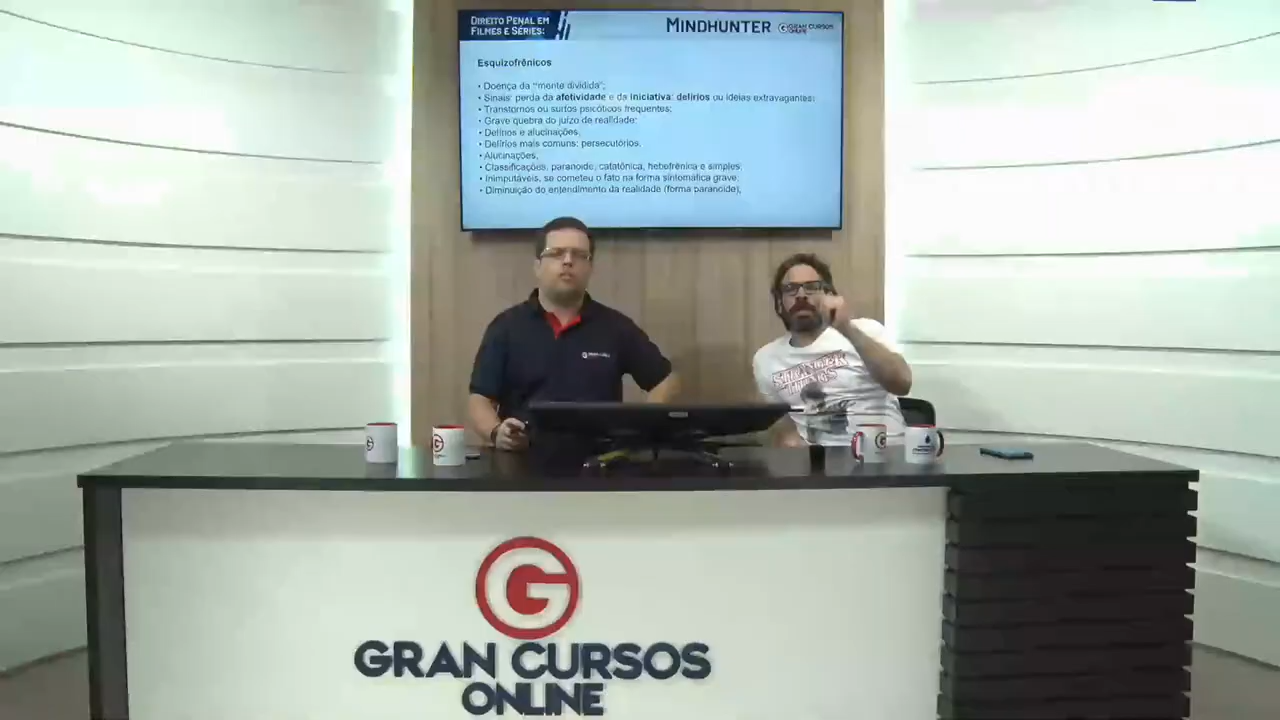 DIREITO PENAL EM
FILMES E SÉRIES:
MINDHUNTER
GRAN CURSOS
ONLINE
Esquizofrênicos
• Doença da "mente dividida";
• Sinais: perda da afetividade e da iniciativa; delírios ou ideias extravagantes;
• Transtornos ou surtos psicóticos frequentes;
• Grave quebra do juízo de realidade;
• Delírios e alucinações,
• Delírios mais comuns: persecutórios,
• Alucinações,
• Classificações, paranoide, catatônica, hebefrênica e simples,
• Inimputáveis, se cometeu o fato na forma sintomática grave,
• Diminuição do entendimento da realidade (forma paranoide),
STRANGER
THINGS
GRAN CURSOS
ONLINE